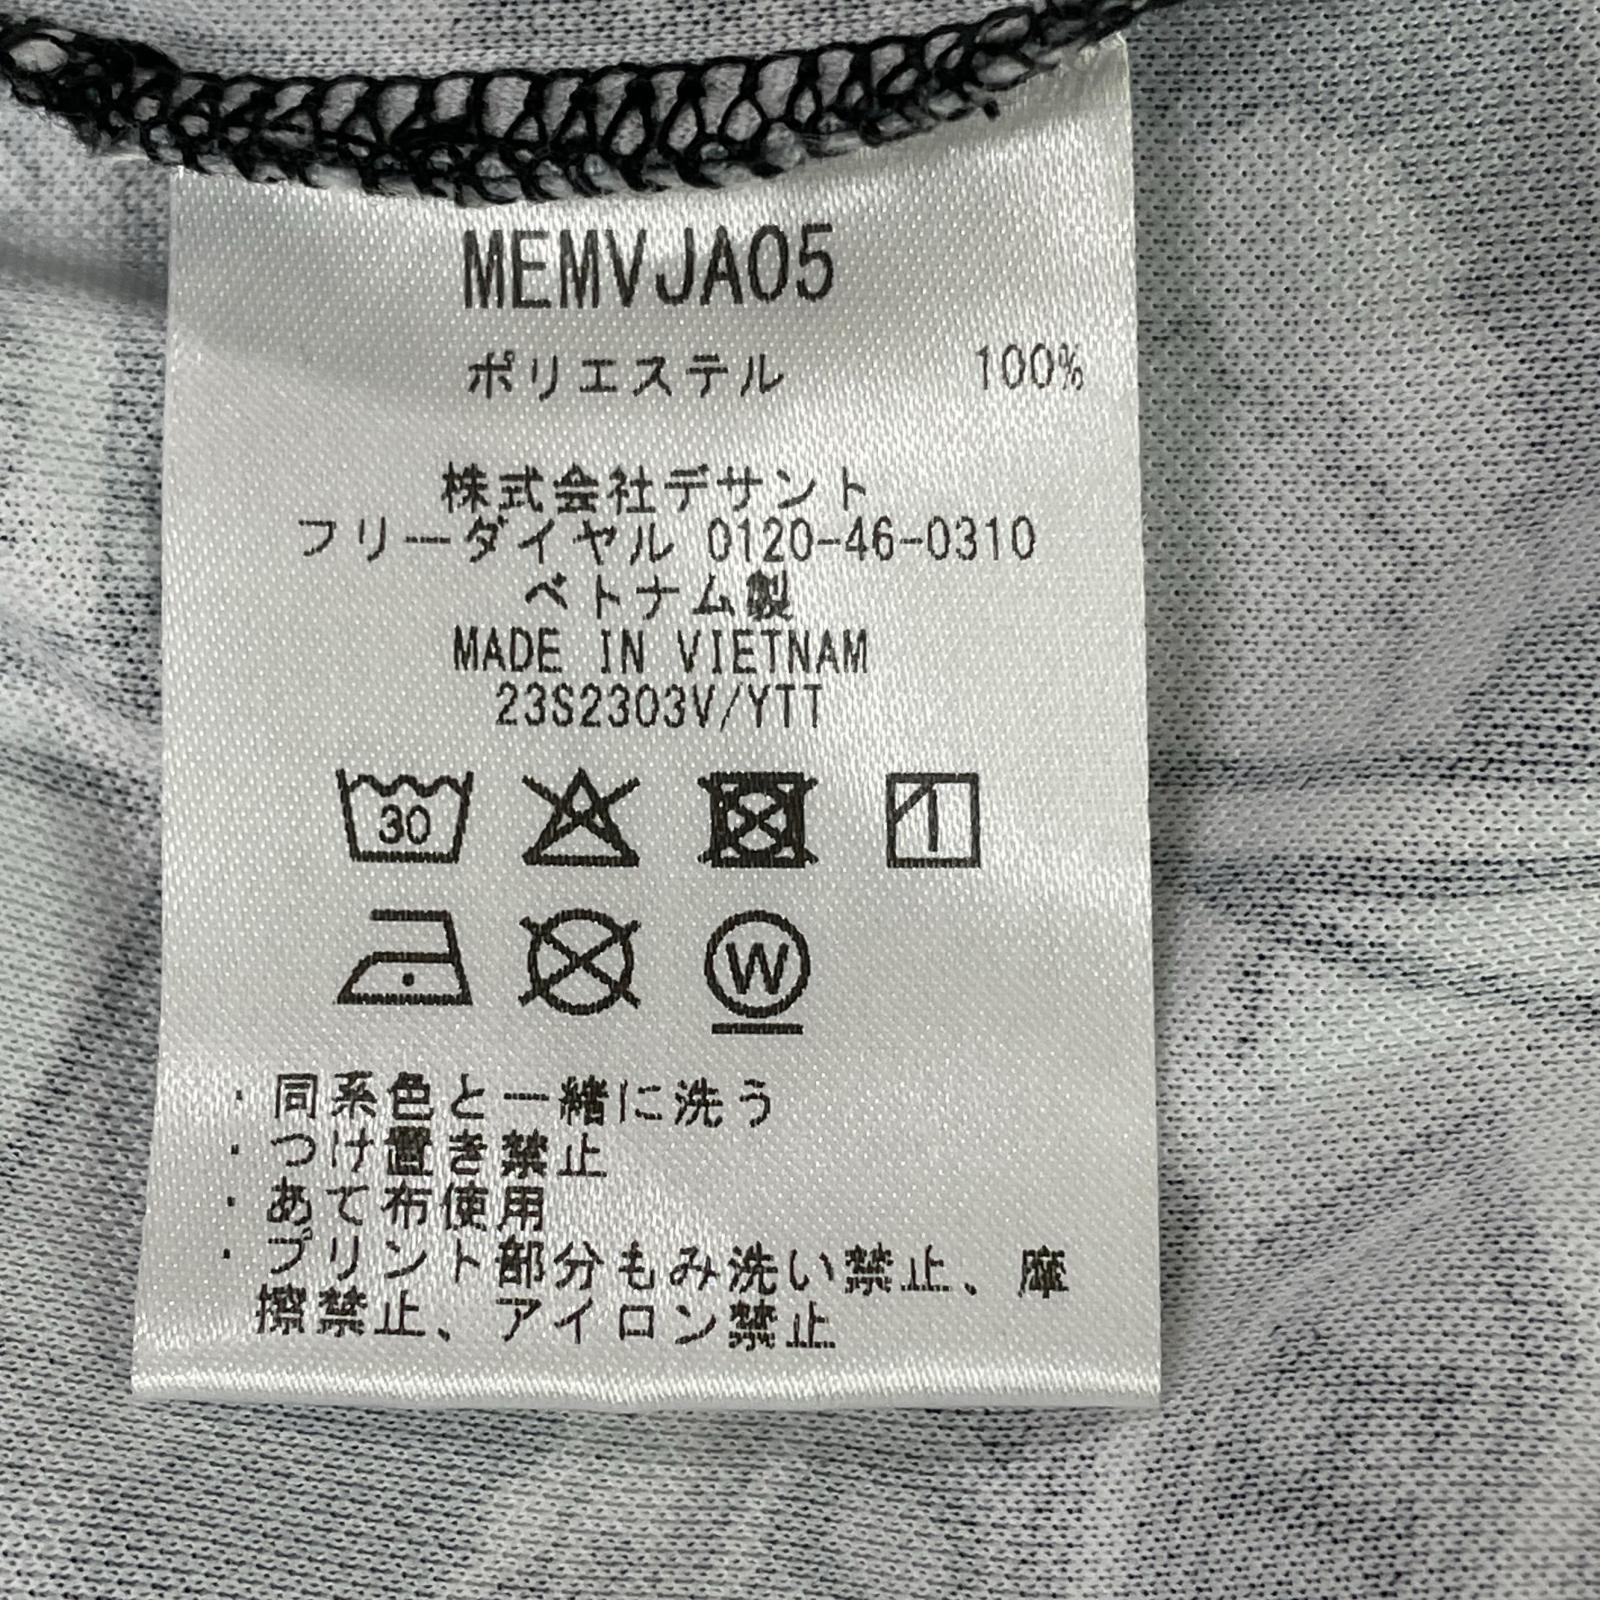 MEMVJA05
ポリエステル 100%
株式会社デサント
フリーダイヤル 0120-46-0310
ベトナム製
MADE IN VIETNAM
23S2303V/YTT
30
W
・同系色と一緒に洗う
・つけ置き禁止
・あて布使用
・プリント部分もみ洗い禁止、摩
擦禁止、アイロン禁止